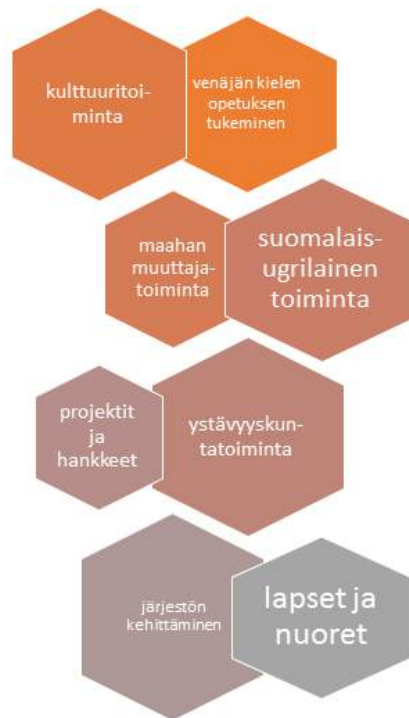 kulttuuritoi-
minta
venäjän kielen
opetuksen
tukeminen
maahan
muuttaja-
toiminta
suomalais-
ugrilainen
toiminta
projektit
ja
hankkeet
ystävyyskun-
tatoiminta
järjestön
kehittäminen
lapset ja
nuoret